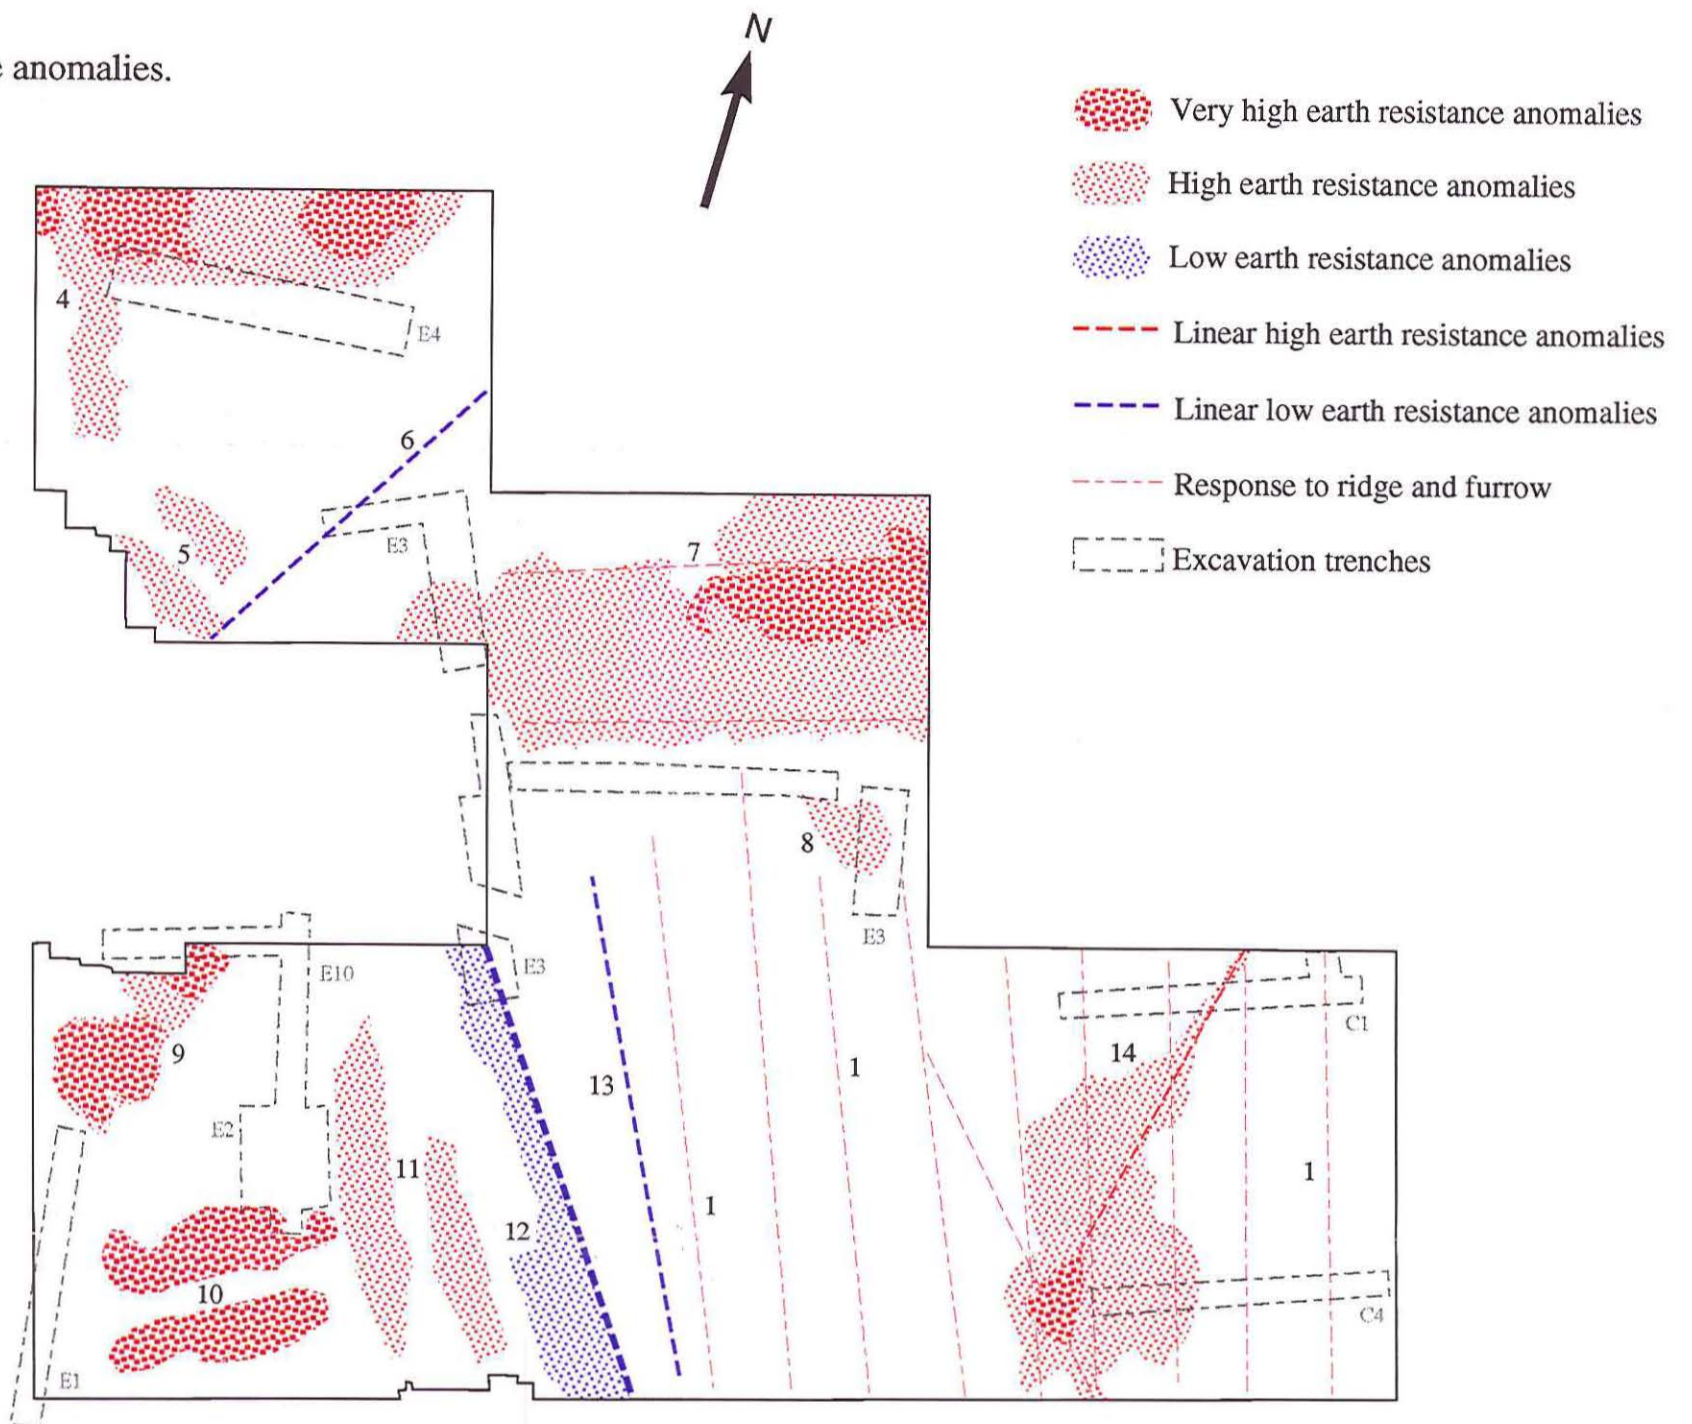 N
anomalies.
Very high earth resistance anomalies
High earth resistance anomalies
Low earth resistance anomalies
Linear high earth resistance anomalies
Linear low earth resistance anomalies
Response to ridge and furrow
Excavation trenches
4
E4
6
5
E3
7
8
E3
E10
E3
9
C1
14
13
1
E2
11
1
1
12
10
C4
E1